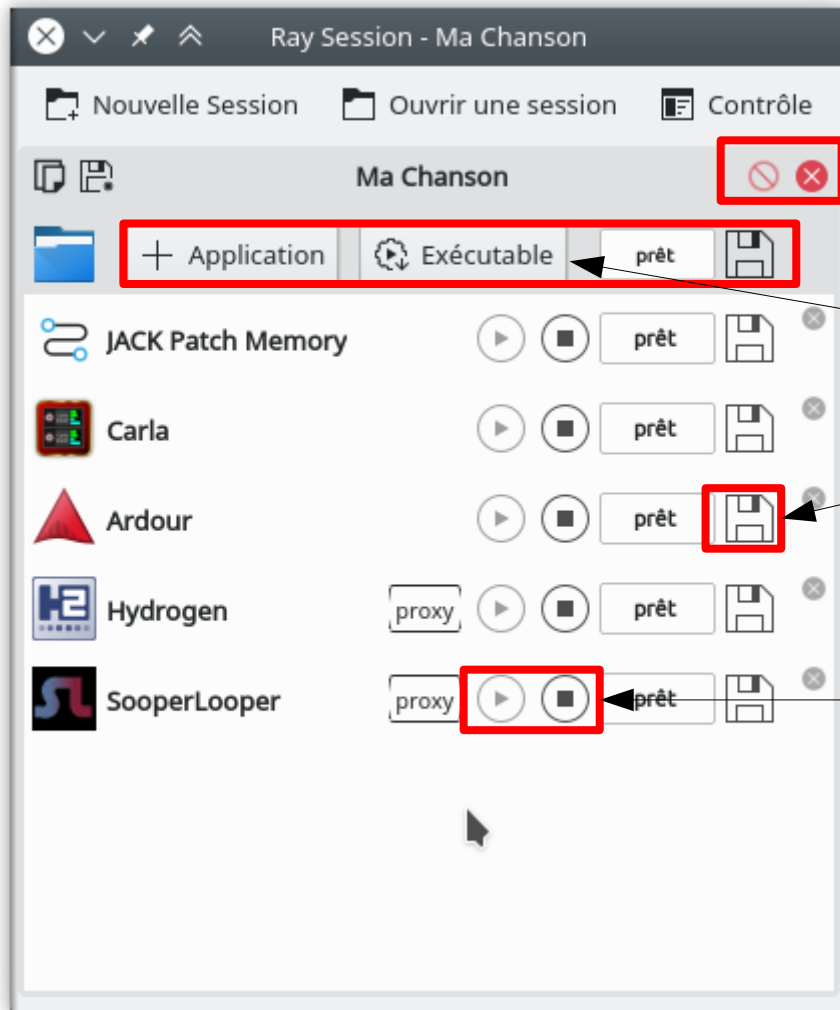 Ray Session - Ma Chanson
Nouvelle Session Ouvrir une session Contrôle
Ma Chanson
Application Exécutable prêt
JACK Patch Memory prêt
Carla prêt
Ardour prêt
Hydrogen proxy prêt
SooperLooper proxy prêt